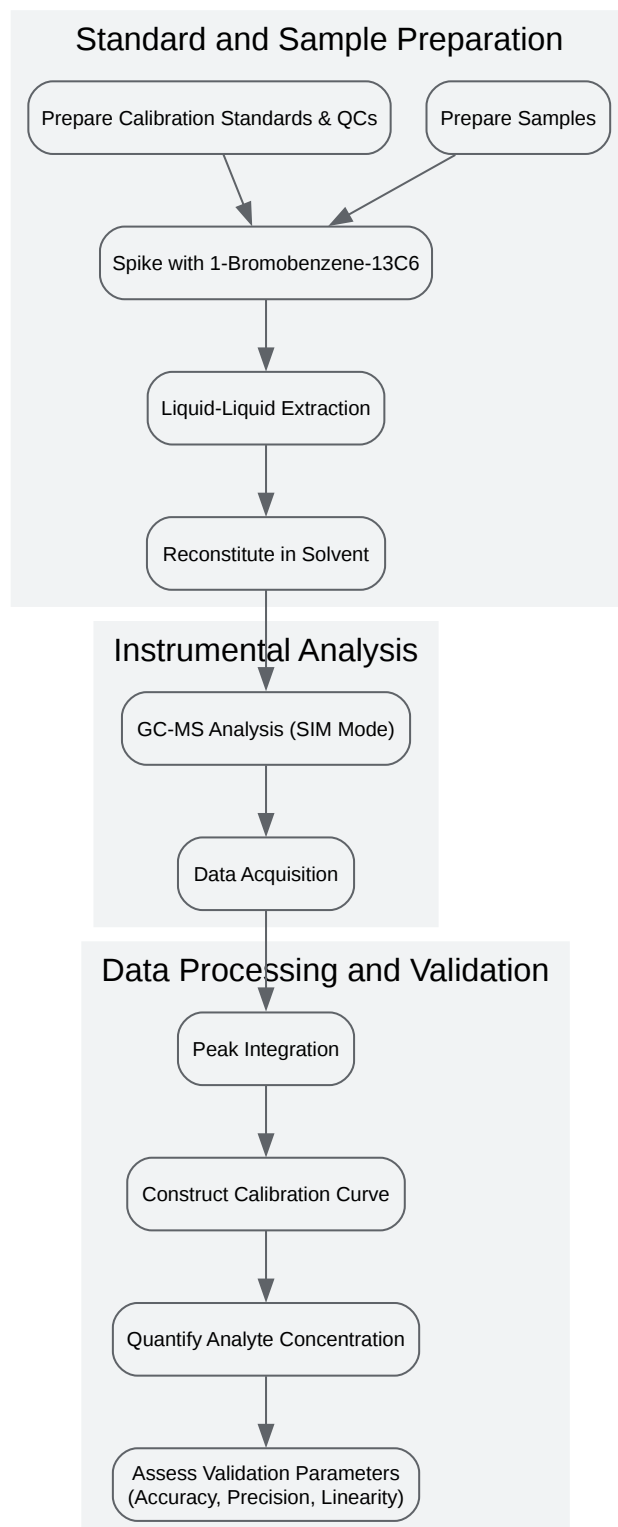 Standard and Sample Preparation
Prepare Calibration Standards & QCs
Prepare Samples
Spike with 1-Bromobenzene-13C6
Liquid-Liquid Extraction
Reconstitute in Solvent
Instrumental Analysis
GC-MS Analysis (SIM Mode)
Data Acquisition
Data Processing and Validation
Peak Integration
Construct Calibration Curve
Quantify Analyte Concentration
Assess Validation Parameters
(Accuracy, Precision, Linearity)